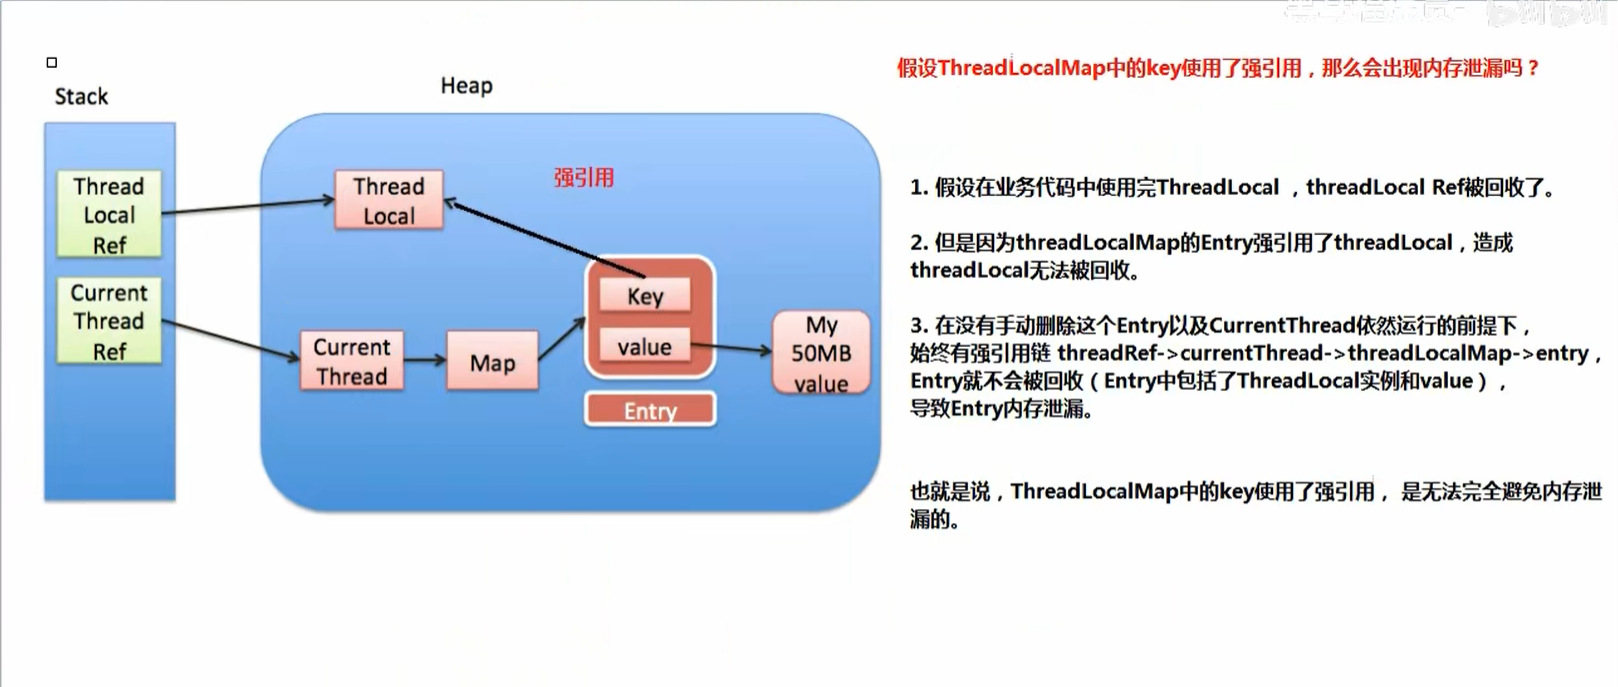 假设ThreadLocalMap中的key使用了强引用，那么会出现内存泄漏吗？
Stack
Heap
Thread
Local
Ref
Current
Thread
Ref
Thread
Local
强引用
Current
Thread
Map
Key
value
Entry
My
50MB
value
1. 假设在业务代码中使用完ThreadLocal ，threadLocal Ref被回收了。
2. 但是因为threadLocalMap的Entry强引用了threadLocal，造成
threadLocal无法被回收。
3. 在没有手动删除这个Entry以及CurrentThread依然运行的前提下，
始终有强引用链 threadRef->currentThread->threadLocalMap->entry，
Entry就不会被回收（Entry中包括了ThreadLocal实例和value），
导致Entry内存泄漏。
也就是说，ThreadLocalMap中的key使用了强引用， 是无法完全避免内存泄
漏的。